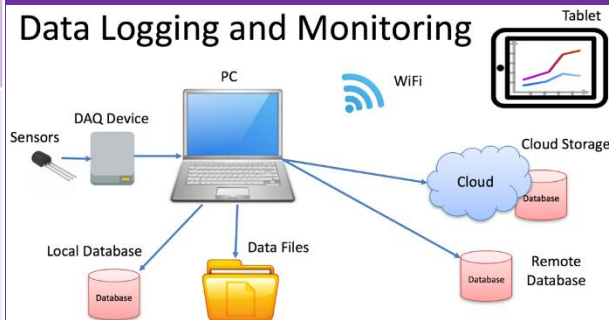 Data Logging and Monitoring
Tablet
PC
WiFi
DAQ Device
Sensors
Cloud Storage
Cloud
Database
Local Database
Data Files
Database
Remote
Database
Database